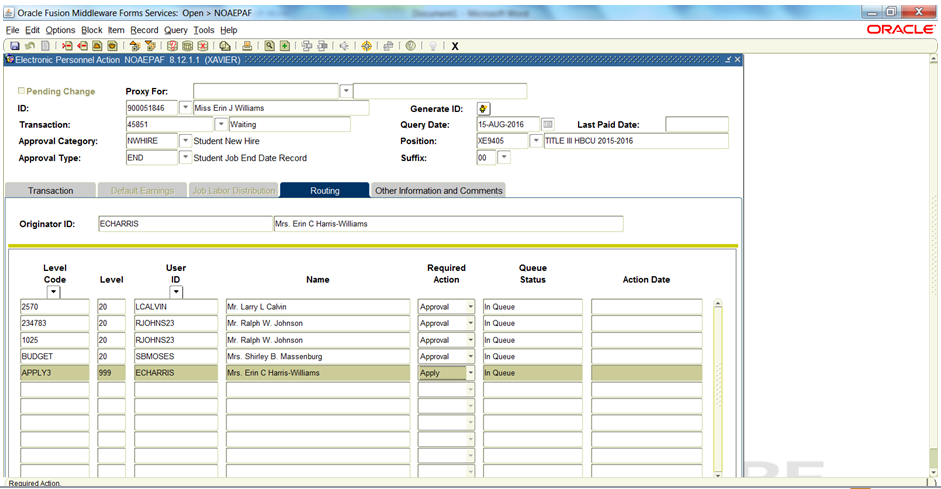 Oracle Fusion Middleware Forms Services: Open > NOAEPAF
File Edit Options Block Item Record Query Tools Help
ORACLE
X
Electronic Personnel Action NOAEPAF 8.12.1.1 (XAVIER)
Pending Change Proxy For:
ID: 900051846 Miss Erin J Williams Generate ID:
Transaction: 45851 Waiting Query Date: 15-AUG-2016 Last Paid Date:
Approval Category: NWHIRE Student New Hire Position: XE9405 TITLE III HBCU 2015-2016
Approval Type: END Student Job End Date Record Suffix: 00
Transaction Default Earnings Job Labor Distribution Routing Other Information and Comments
Originator ID: ECHARRIS Mrs. Erin C Harris-Williams
Level Code Level User ID Name Required Action Queue Status Action Date
2570 20 LCALVIN Mr. Larry L Calvin Approval In Queue
234783 20 RJOHNS23 Mr. Ralph W. Johnson Approval In Queue
1025 20 RJOHNS23 Mr. Ralph W. Johnson Approval In Queue
BUDGET 20 SBMOSES Mrs. Shirley B. Massenburg Approval In Queue
APPLY3 999 ECHARRIS Mrs. Erin C Harris-Williams Apply In Queue
Required Action.